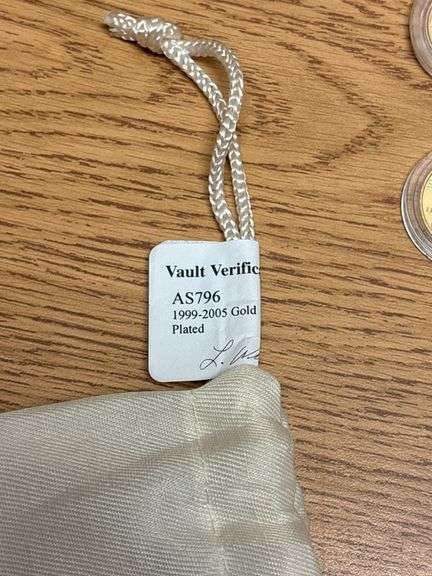 Vault Verific
AS796
1999-2005 Gold
Plated